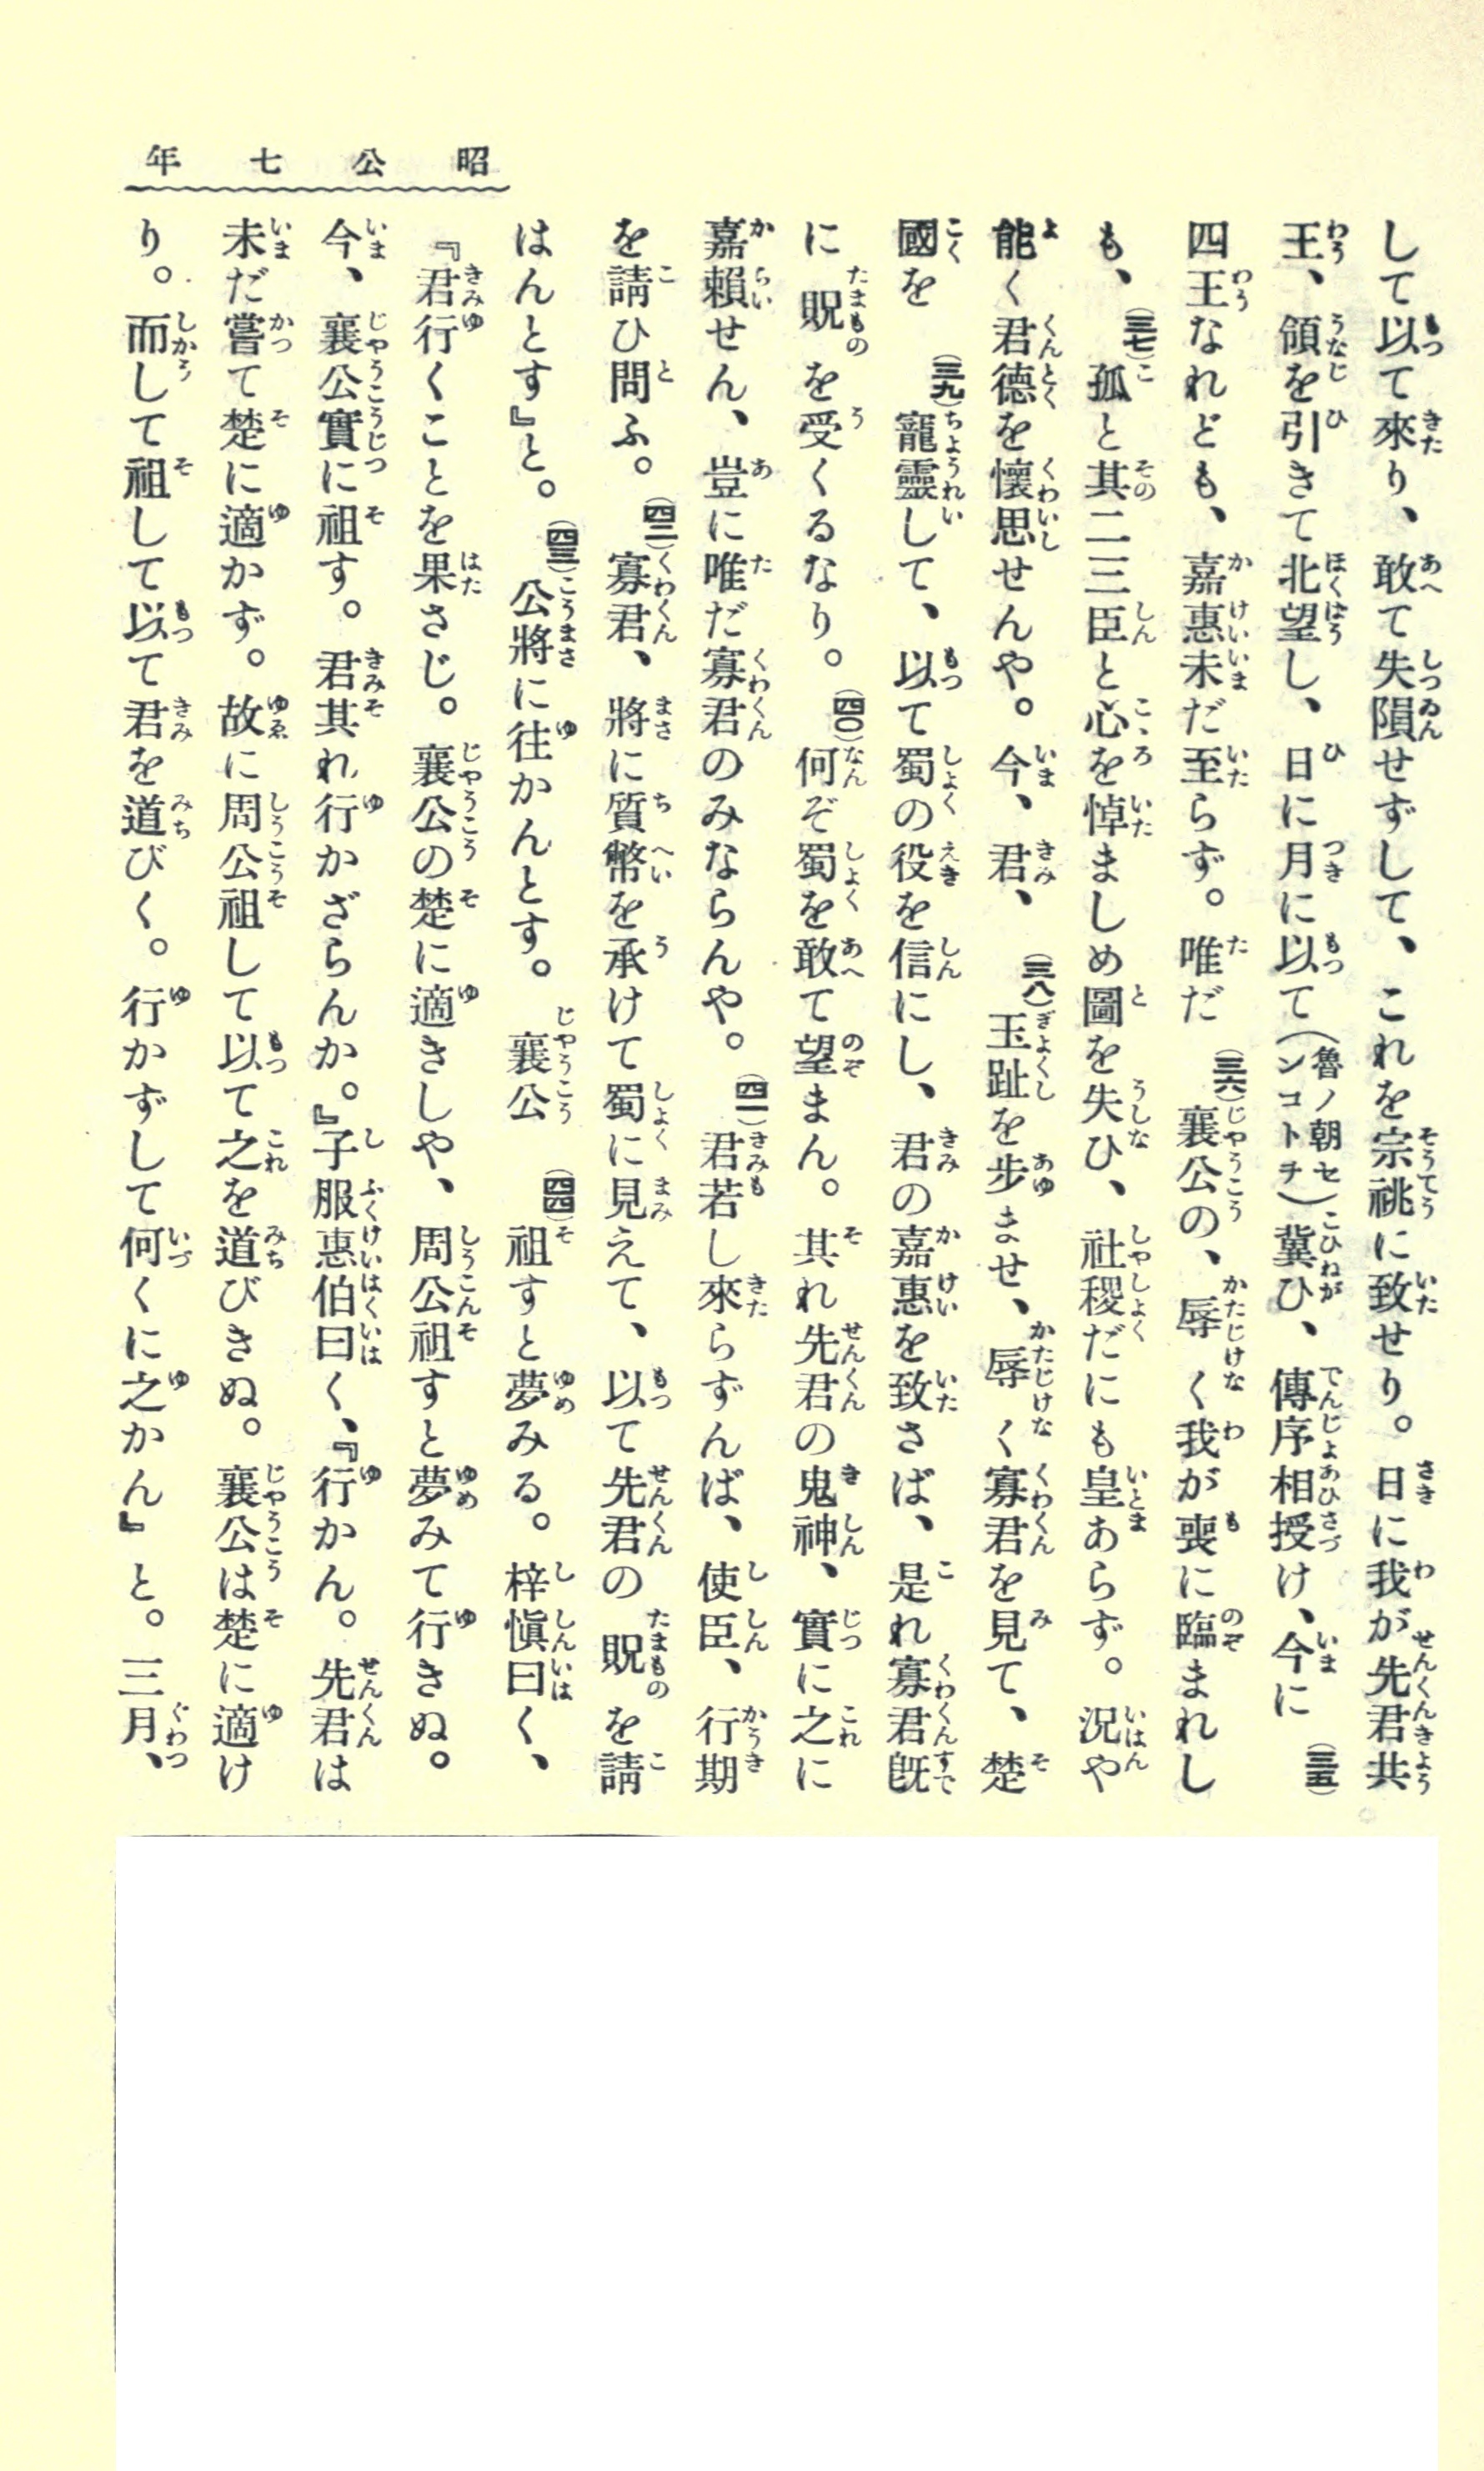 昭公七年
して以て來り、敢て失隕せずして、これを宗祧に致せり。日に我が先君共
王、領を引きて北望し、日に月に以て(魯ノ朝センコトチ)冀ひ、傳序相授け、今に(三五)
四王なれども、嘉惠未だ至らず。唯だ(三六)襄公の、辱く我が喪に臨まれし
も、(三七)孤と其二三臣と心を悼ましめ圖を失ひ、社稷だにも皇あらず。況や
能く君德を懷思せんや。今、君、(三八)玉趾を步ませ、辱く寡君を見て、楚
國を(三九)寵靈して、以て蜀の役を信にし、君の嘉惠を致さば、是れ寡君旣
に貺を受くるなり。(四〇)何ぞ蜀を敢て望まん。其れ先君の鬼神、實に之に
嘉賴せん、豈に唯だ寡君のみならんや。(四一)君若し來らずんば、使臣、行期
を請ひ問ふ。(四二)寡君、將に質幣を承けて蜀に見えて、以て先君の貺を請
はんとす』と。(四三)公將に往かんとす。襄公(四四)祖すと夢みる。梓愼曰く、
『君行くことを果さじ。襄公の楚に適きしや、周公祖すと夢みて行きぬ。
今、襄公實に祖す。君其れ行かざらんか。』子服惠伯曰く、『行かん。先君は
未だ嘗て楚に適かず。故に周公祖して以て之を道びきぬ。襄公は楚に適け
り。而して祖して以て君を道びく。行かずして何くに之かん』と。三月、